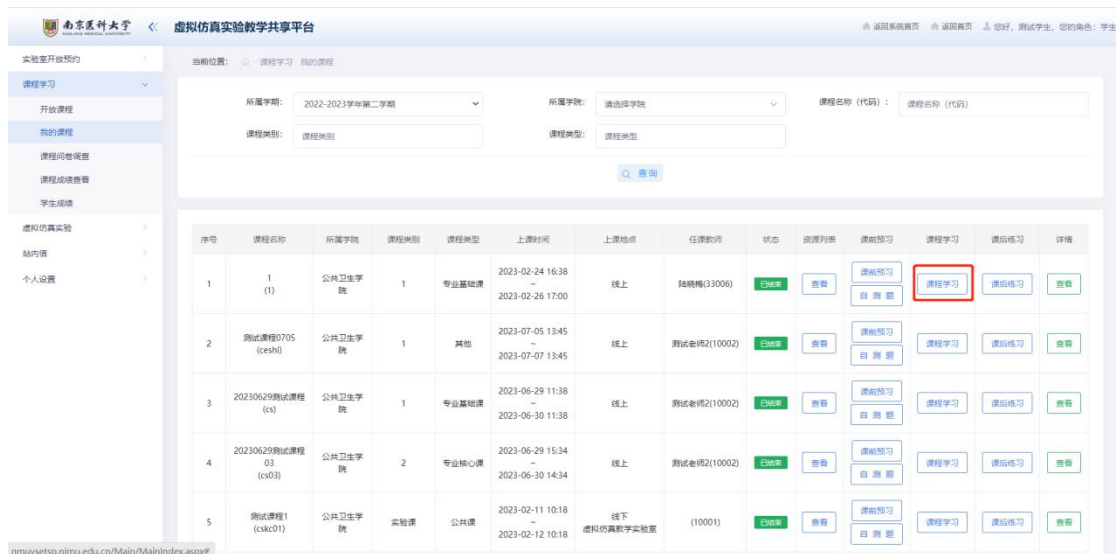 南京医科大学
NANJING MEDICAL UNIVERSITY
虚拟仿真实验教学共享平台
返回系统首页 返回首页 您好, 测试学生, 您的角色: 学生
实验室开放预约
课程学习
开放课程
我的课程
课程问卷调查
课程成绩查看
学生成绩
虚拟仿真实验
站内信
个人设置
当前位置: 课程学习 · 我的课程
所属学期: 2022-2023学年第二学期 所属学院: 请选择学院 课程名称 (代码) : 课程名称 (代码)
课程类别: 课程类别 课程类型: 课程类型
查询
序号 课程名称 所属学院 课程类别 课程类型 上课时间 上课地点 任课教师 状态 资源列表 课前预习 课程学习 课后练习 详情
1 1 (1) 公共卫生学院 1 专业基础课 2023-02-24 16:38 ~ 2023-02-26 17:00 线上 陆晓梅(33006) 已结束 查看 课前预习 自测题 课程学习 课后练习 查看
2 测试课程0705 (ceshi) 公共卫生学院 1 其他 2023-07-05 13:45 ~ 2023-07-07 13:45 线上 测试老师2(10002) 已结束 查看 课前预习 自测题 课程学习 课后练习 查看
3 20230629测试课程 (cs) 公共卫生学院 1 专业基础课 2023-06-29 11:38 ~ 2023-06-30 11:38 线上 测试老师2(10002) 已结束 查看 课前预习 自测题 课程学习 课后练习 查看
4 20230629测试课程03 (cs03) 公共卫生学院 2 专业核心课 2023-06-29 15:34 ~ 2023-06-30 14:34 线上 测试老师2(10002) 已结束 查看 课前预习 自测题 课程学习 课后练习 查看
5 测试课程1 (cskc01) 公共卫生学院 实验课 公共课 2023-02-11 10:18 ~ 2023-02-12 10:18 线下 虚拟仿真教学实验室 (10001) 已结束 查看 课前预习 自测题 课程学习 课后练习 查看
nmuvsetsp.njmu.edu.cn/Main/MainIndex.aspx#